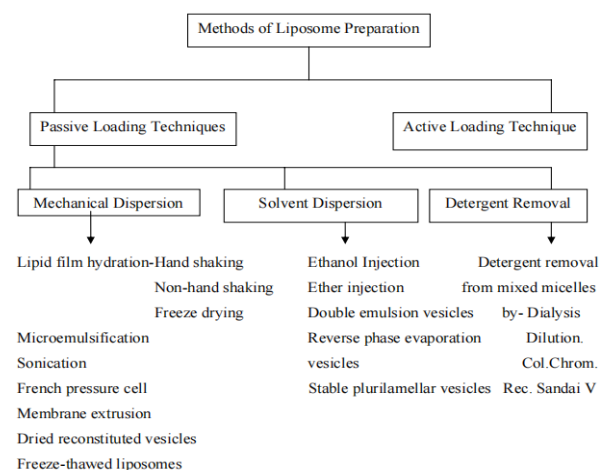 Methods of Liposome Preparation
Passive Loading Techniques
Active Loading Technique
Mechanical Dispersion
Solvent Dispersion
Detergent Removal
Lipid film hydration-Hand shaking
Non-hand shaking
Freeze drying
Microemulsification
Sonication
French pressure cell
Membrane extrusion
Dried reconstituted vesicles
Freeze-thawed liposomes
Ethanol Injection
Ether injection
Double emulsion vesicles
Reverse phase evaporation
vesicles
Stable plurilamellar vesicles
Detergent removal
from mixed micelles
by- Dialysis
Dilution.
Col.Chrom.
Rec. Sandai V